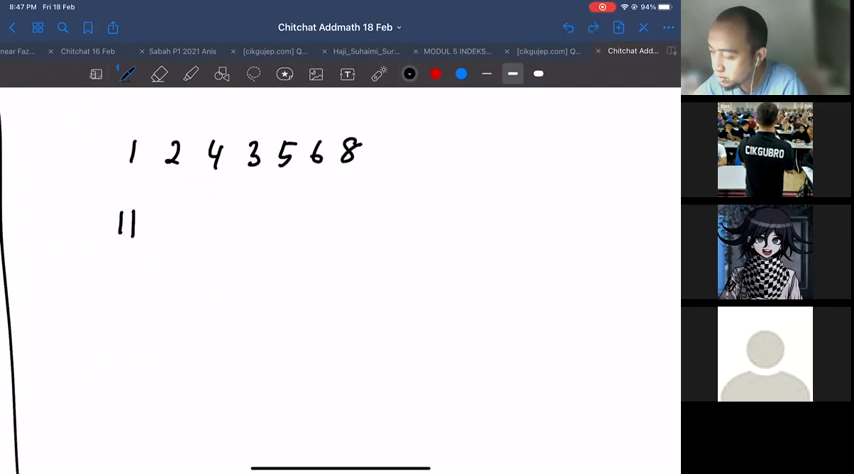 8:47 PM Fri 18 Feb
94%
Chitchat Addmath 18 Feb
near Faz...
Chitchat 16 Feb
Sabah P1 2021 Anis
[cikgujep.com] Q...
Haji_Suhaimi_Sur...
MODUL 5 INDEKS...
[cikgujep.com] Q...
Chitchat Add...
1 2 4 3 5 6 8
11
CIKGUBRO